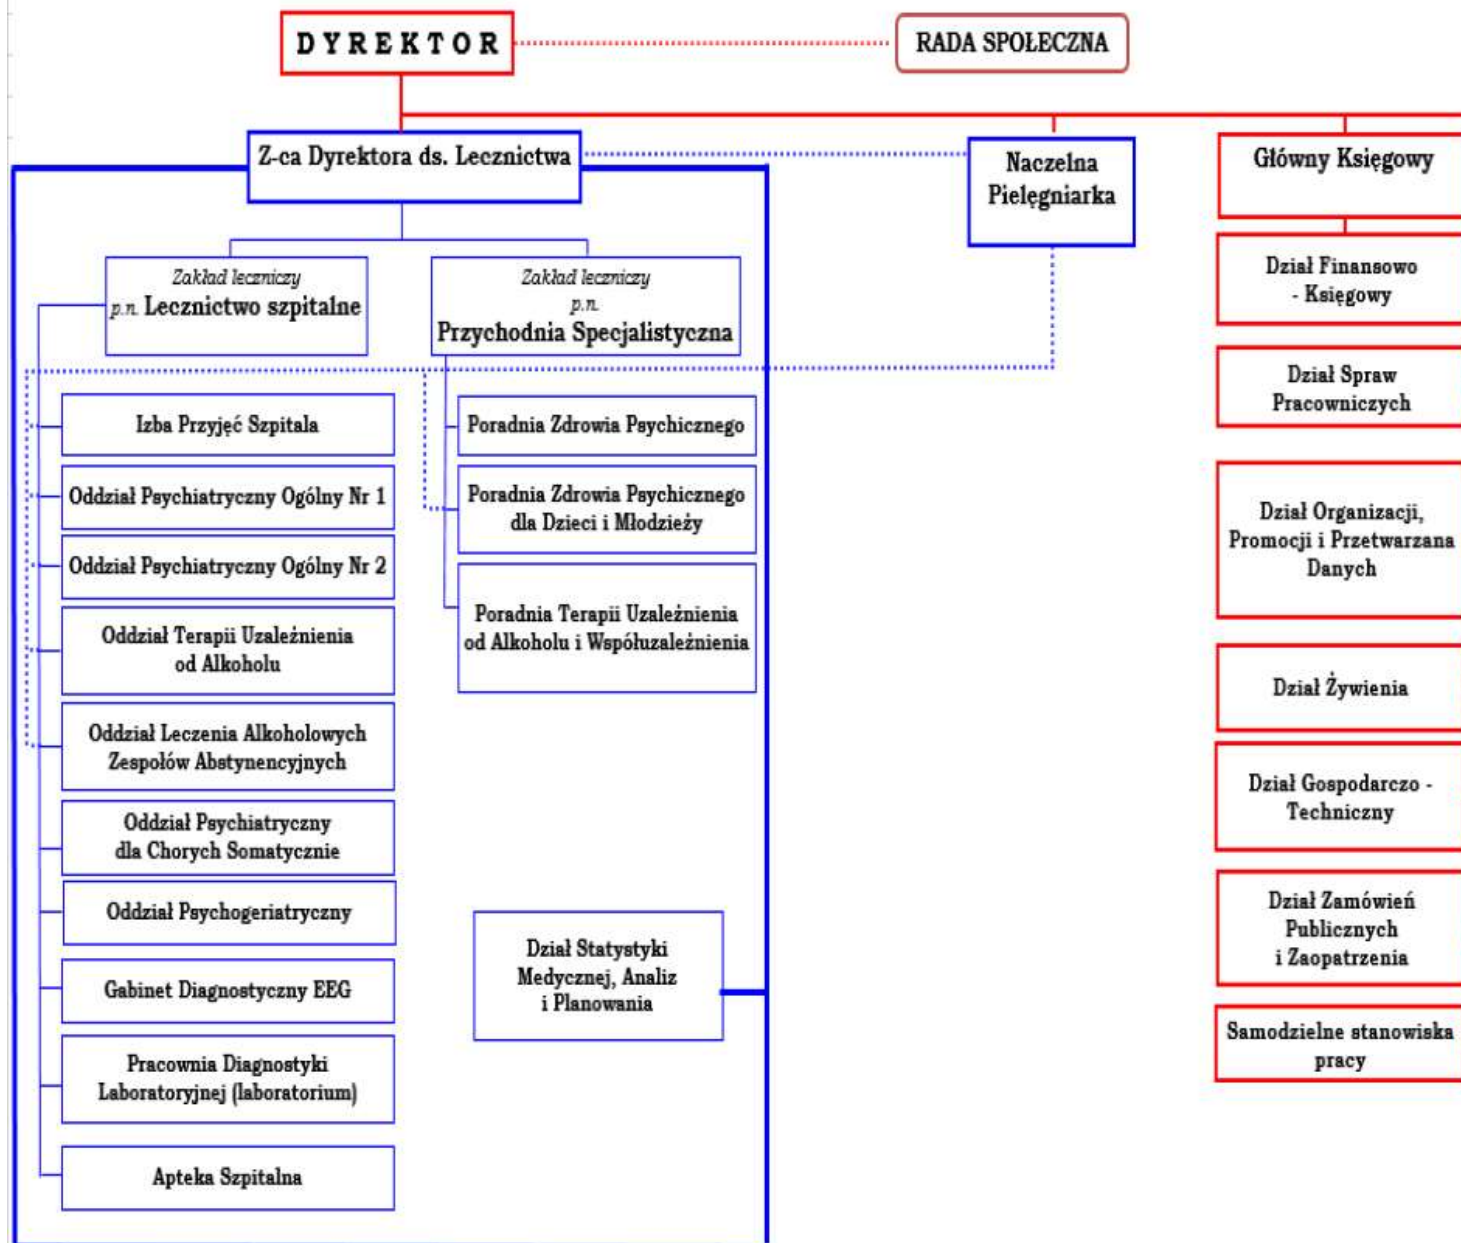 DYREKTOR
RADA SPOŁECZNA
Z-ca Dyrektora ds. Lecznictwa
Naczelna
Pielęgniarka
Główny Księgowy
Zakład leczniczy
p.n. Lecznictwo szpitalne
Zakład leczniczy
p.n.
Przychodnia Specjalistyczna
Izba Przyjęć Szpitala
Oddział Psychiatryczny Ogólny Nr 1
Oddział Psychiatryczny Ogólny Nr 2
Oddział Terapii Uzależnienia
od Alkoholu
Oddział Leczenia Alkoholowych
Zespołów Abstynencyjnych
Oddział Psychiatryczny
dla Chorych Somatycznie
Oddział Psychogeriatryczny
Gabinet Diagnostyczny EEG
Pracownia Diagnostyki
Laboratoryjnej (laboratorium)
Apteka Szpitalna
Poradnia Zdrowia Psychicznego
Poradnia Zdrowia Psychicznego
dla Dzieci i Młodzieży
Poradnia Terapii Uzależnienia
od Alkoholu i Współuzależnienia
Dział Statystyki
Medycznej, Analiz
i Planowania
Dział Finansowo
- Księgowy
Dział Spraw
Pracowniczych
Dział Organizacji,
Promocji i Przetwarzana
Danych
Dział Żywienia
Dział Gospodarczo -
Techniczny
Dział Zamówień
Publicznych
i Zaopatrzenia
Samodzielne stanowiska
pracy